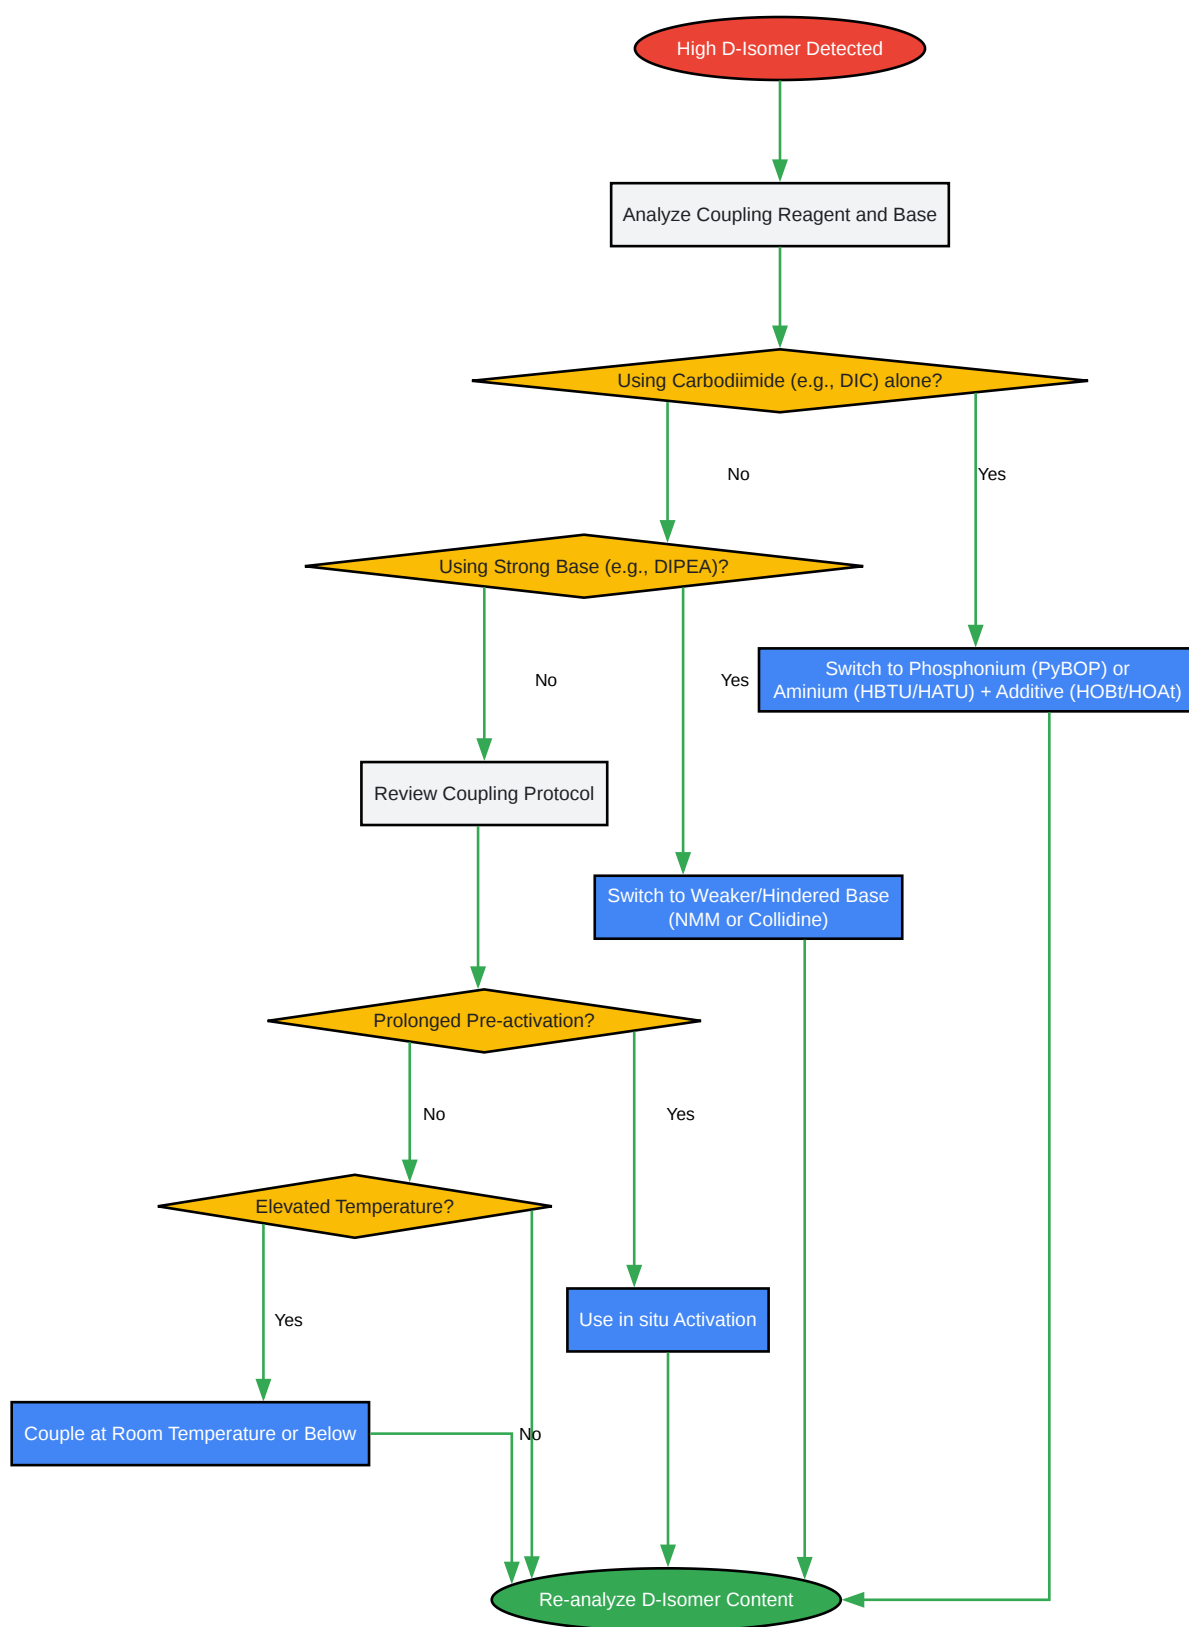 High D-Isomer Detected
Analyze Coupling Reagent and Base
Using Carbodiimide (e.g., DIC) alone?
No
Yes
Using Strong Base (e.g., DIPEA)?
Switch to Phosphonium (PyBOP) or
Aminium (HBTU/HATU) + Additive (HOBt/HOAt)
No
Yes
Review Coupling Protocol
Switch to Weaker/Hindered Base
(NMM or Collidine)
Prolonged Pre-activation?
No
Yes
Elevated Temperature?
Yes
Use in situ Activation
Couple at Room Temperature or Below
No
Re-analyze D-Isomer Content